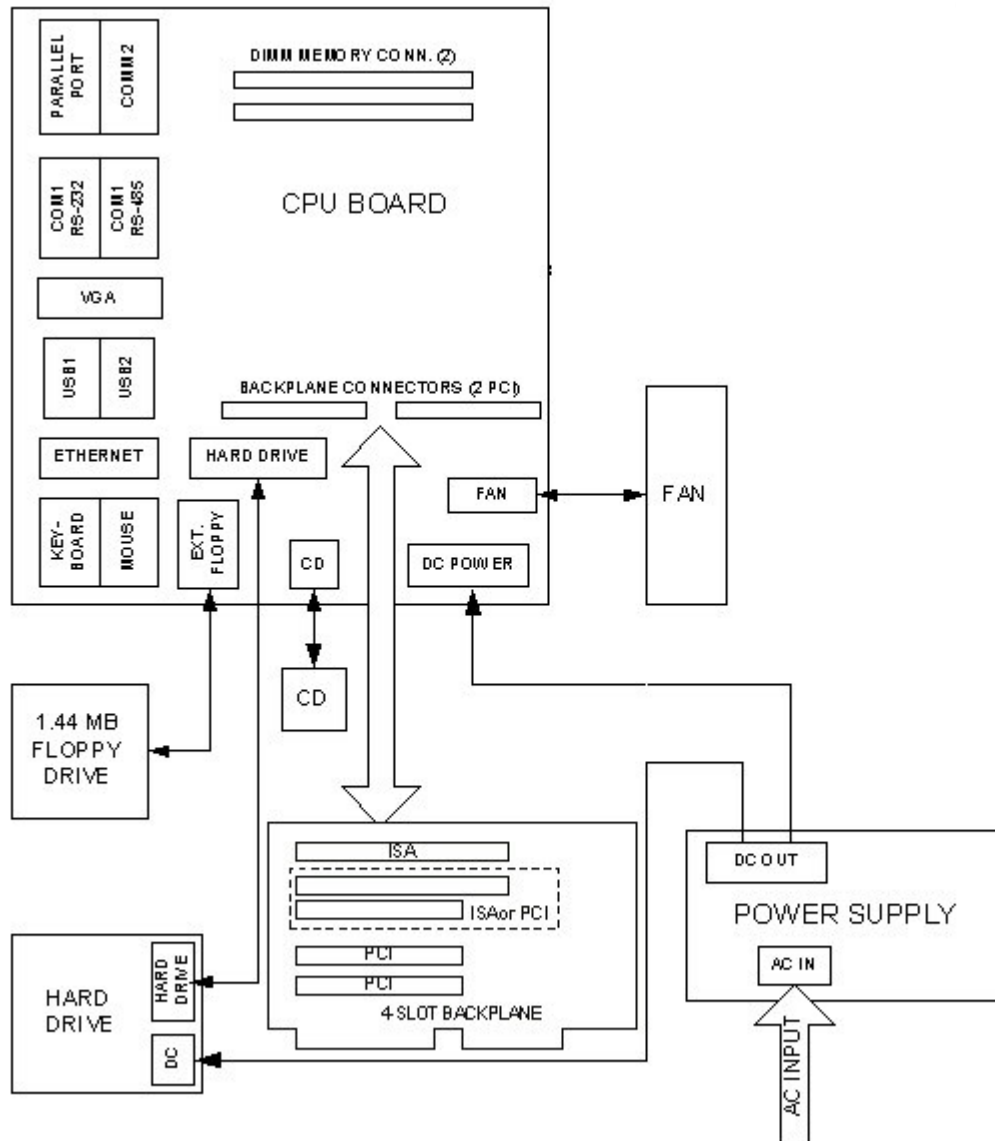 PARALLEL
PORT
COMM2
DIMM MEMORY CONN. (2)
CPU BOARD
COM1
RS-232
COM1
RS-485
VGA
USB1
USB2
BACKPLANE CONNECTORS (2 PCI)
ETHERNET
HARD DRIVE
FAN
FAN
KEY-
BOARD
MOUSE
EXT.
FLOPPY
CD
DC POWER
CD
1.44 MB
FLOPPY
DRIVE
ISA
ISA or PCI
PCI
PCI
4-SLOT BACKPLANE
DC OUT
POWER SUPPLY
AC IN
AC INPUT
HARD
DRIVE
HARD
DRIVE
DC